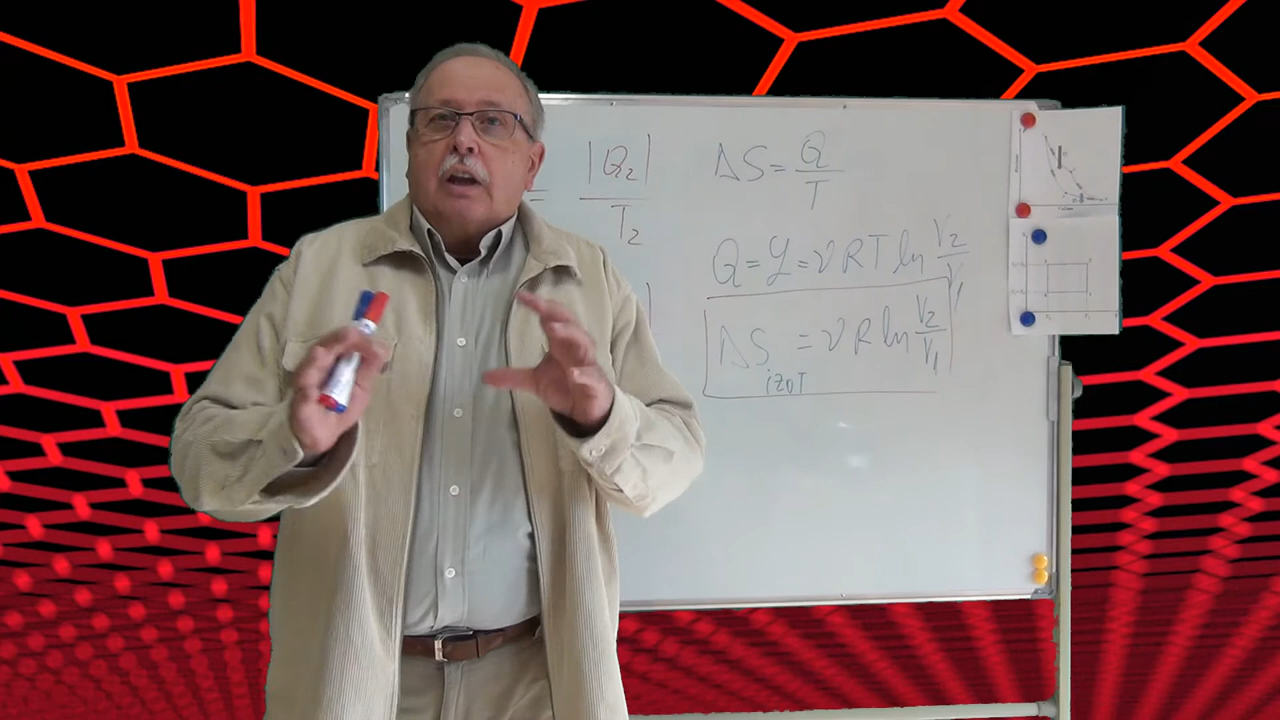 = |Q₂| / T₂
ΔS = Q / T
Q = L = νRT ln V₂ / V₁
ΔS izoT = νR ln V₂ / V₁